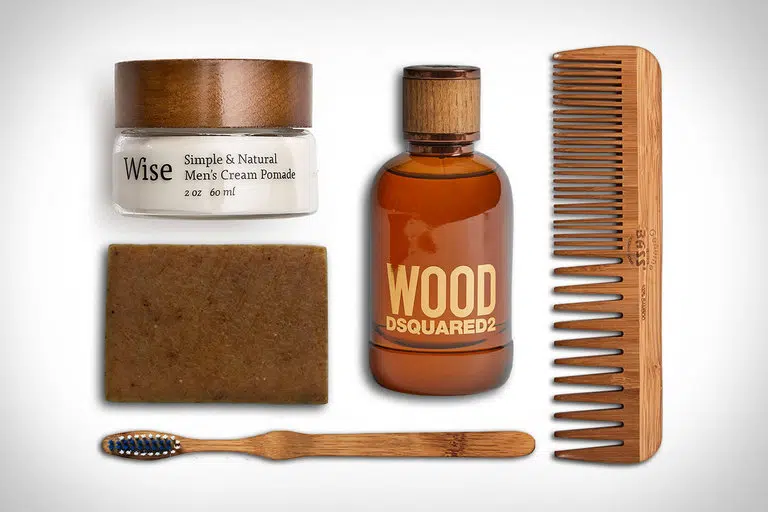 Wise
Simple & Natural
Men's Cream Pomade
2 oz 60 ml
WOOD
DSQUARED2
BASS